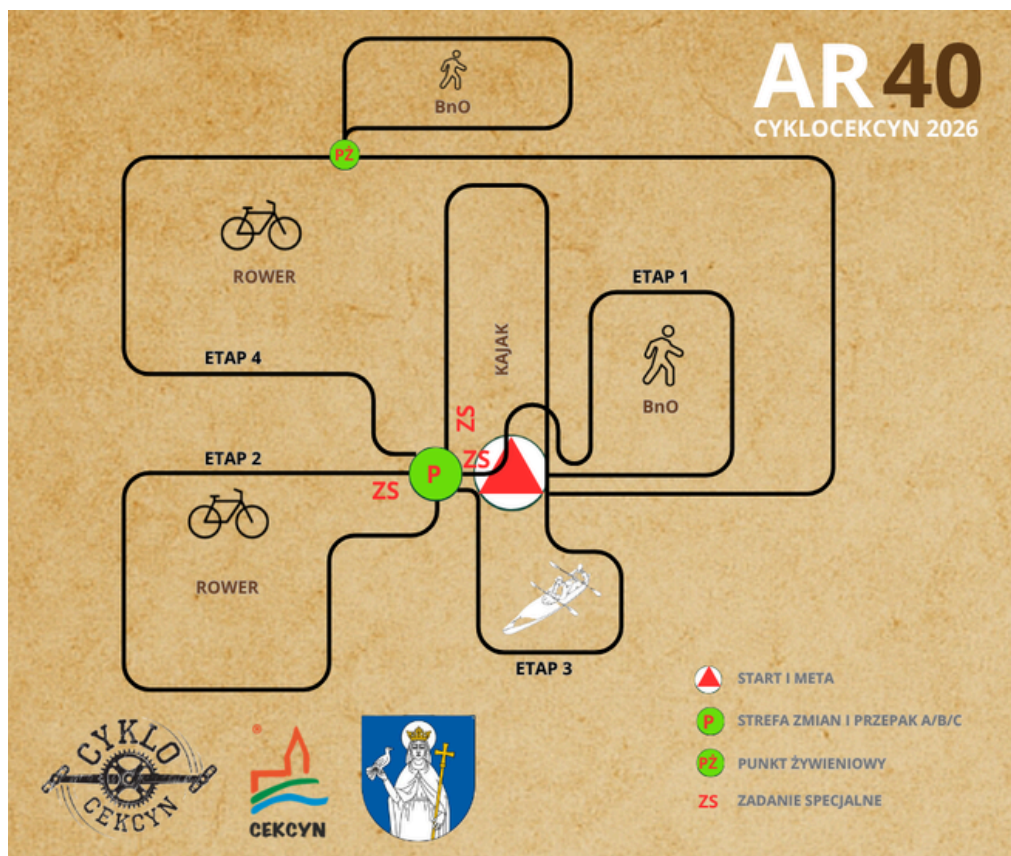 AR 40
CYKLOCEKCYN 2026
BnO
PŻ
ROWER
ETAP 1
KAJAK
BnO
ETAP 4
ZS
ZS
P
ETAP 2
ZS
ROWER
ETAP 3
START I META
P STREFA ZMIAN I PRZEPAK A/B/C
PŻ PUNKT ŻYWIENIOWY
ZS ZADANIE SPECJALNE
CYKLO
CEKCYN
®
CEKCYN